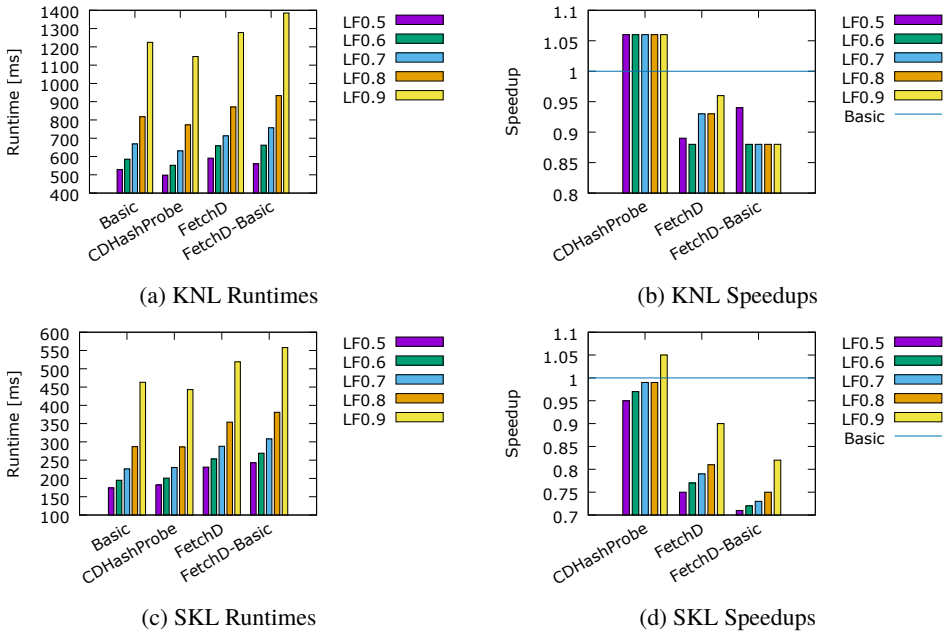 1400
1300
1200
1100
1000
900
800
700
600
500
400
Runtime [ms]
Basic
CDHashProbe
FetchD
FetchD-Basic
LF0.5
LF0.6
LF0.7
LF0.8
LF0.9
(a) KNL Runtimes
1.1
1.05
1
0.95
0.9
0.85
0.8
Speedup
CDHashProbe
FetchD
FetchD-Basic
LF0.5
LF0.6
LF0.7
LF0.8
LF0.9
Basic
(b) KNL Speedups
600
550
500
450
400
350
300
250
200
150
100
Runtime [ms]
Basic
CDHashProbe
FetchD
FetchD-Basic
LF0.5
LF0.6
LF0.7
LF0.8
LF0.9
(c) SKL Runtimes
1.1
1.05
1
0.95
0.9
0.85
0.8
0.75
0.7
Speedup
CDHashProbe
FetchD
FetchD-Basic
LF0.5
LF0.6
LF0.7
LF0.8
LF0.9
Basic
(d) SKL Speedups